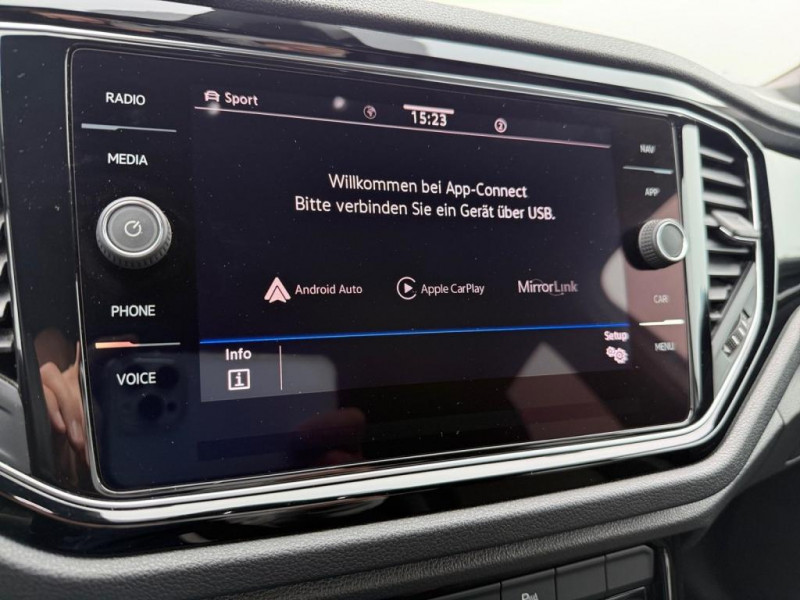 RADIO
MEDIA
PHONE
VOICE
Sport
15:23
2
Willkommen bei App-Connect
Bitte verbinden Sie ein Gerät über USB.
Android Auto
Apple CarPlay
MirrorLink
Info
i
Setup
NAV
APP
CAR
MENU